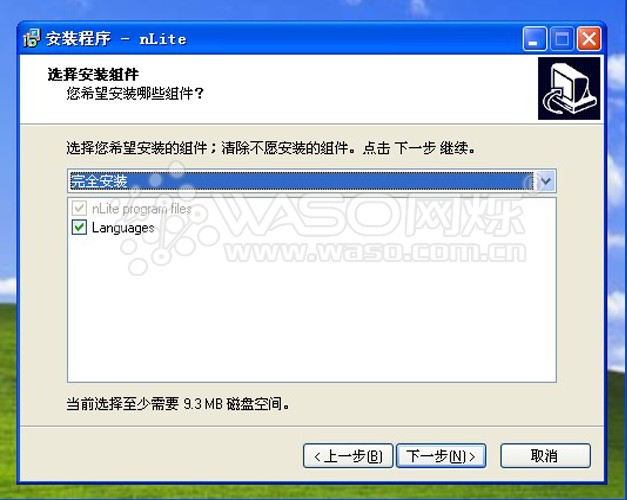 安装程序 - nLite
选择安装组件
您希望安装哪些组件？
选择您希望安装的组件；清除不愿安装的组件。点击 下一步 继续。
完全安装
WASO网烁
nLite program files
Languages
www.waso.com.cn
当前选择至少需要 9.3 MB 磁盘空间。
<上一步(B)
下一步(N)>
取消